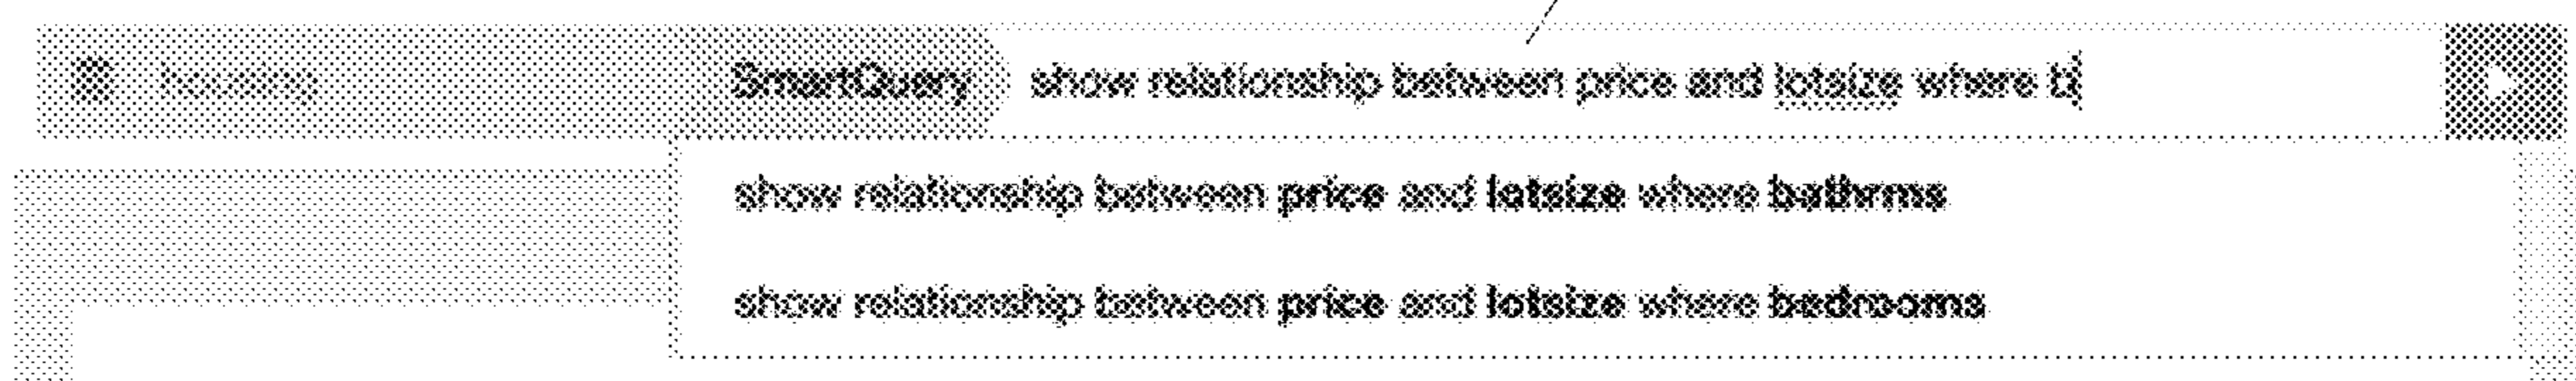 housing SmartQuery show relationship between price and lotsize where b
show relationship between price and lotsize where bathrms
show relationship between price and lotsize where bedrooms